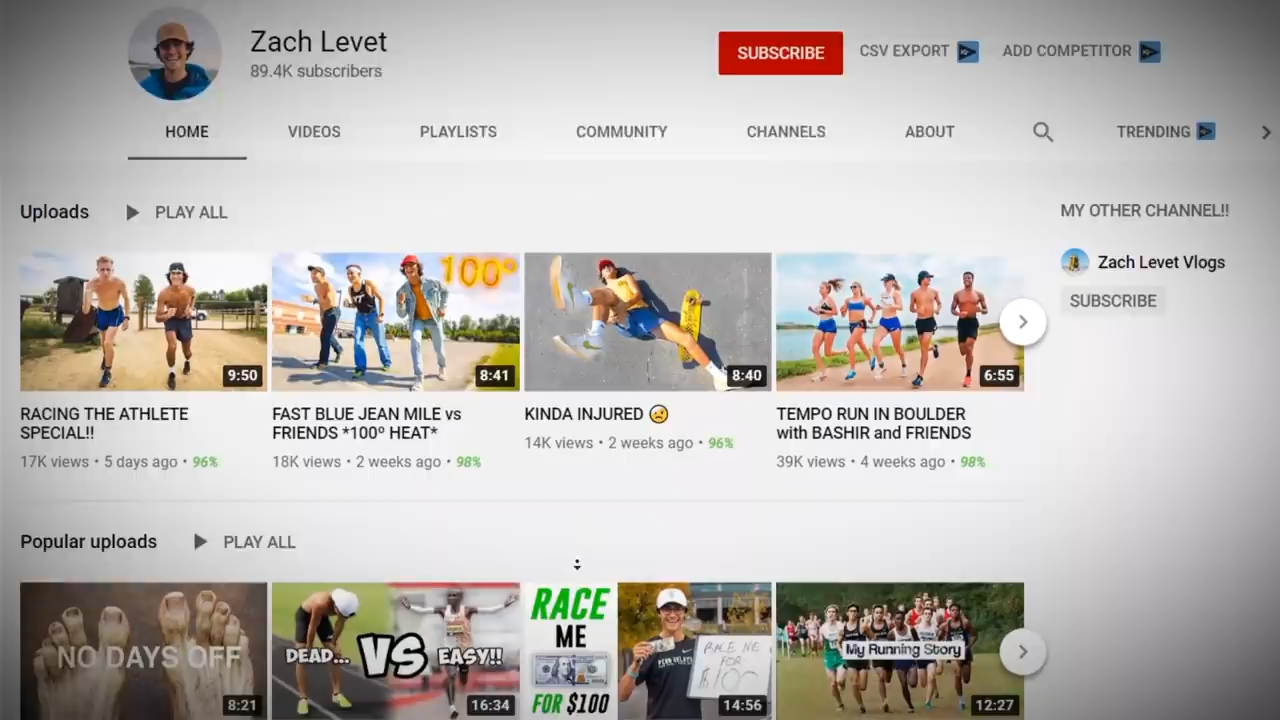 Zach Levet
89.4K subscribers
SUBSCRIBE
CSV EXPORT
ADD COMPETITOR
HOME
VIDEOS
PLAYLISTS
COMMUNITY
CHANNELS
ABOUT
TRENDING
Uploads
PLAY ALL
MY OTHER CHANNEL!!
Zach Levet Vlogs
SUBSCRIBE
9:50
100°
8:41
8:40
6:55
RACING THE ATHLETE
SPECIAL!!
17K views • 5 days ago • 96%
FAST BLUE JEAN MILE vs
FRIENDS *100º HEAT*
18K views • 2 weeks ago • 98%
KINDA INJURED 😥
14K views • 2 weeks ago • 96%
TEMPO RUN IN BOULDER
with BASHIR and FRIENDS
39K views • 4 weeks ago • 98%
Popular uploads
PLAY ALL
NO DAYS OFF
8:21
DEAD... VS EASY!!
16:34
RACE
ME
FOR $100
RACE ME
FOR
$100
14:56
My Running Story
12:27